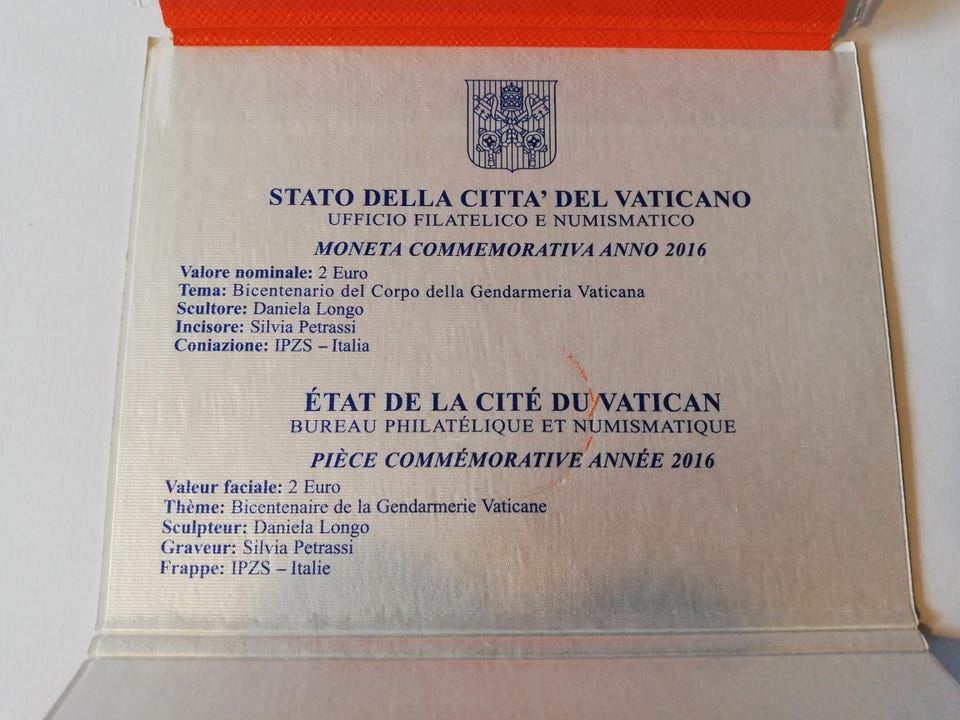 STATO DELLA CITTA' DEL VATICANO
UFFICIO FILATELICO E NUMISMATICO
MONETA COMMEMORATIVA ANNO 2016
Valore nominale: 2 Euro
Tema: Bicentenario del Corpo della Gendarmeria Vaticana
Scultore: Daniela Longo
Incisore: Silvia Petrassi
Coniazione: IPZS – Italia
ÉTAT DE LA CITÉ DU VATICAN
BUREAU PHILATÉLIQUE ET NUMISMATIQUE
PIÈCE COMMÉMORATIVE ANNÉE 2016
Valeur faciale: 2 Euro
Thème: Bicentenaire de la Gendarmerie Vaticane
Sculpteur: Daniela Longo
Graveur: Silvia Petrassi
Frappe: IPZS – Italie